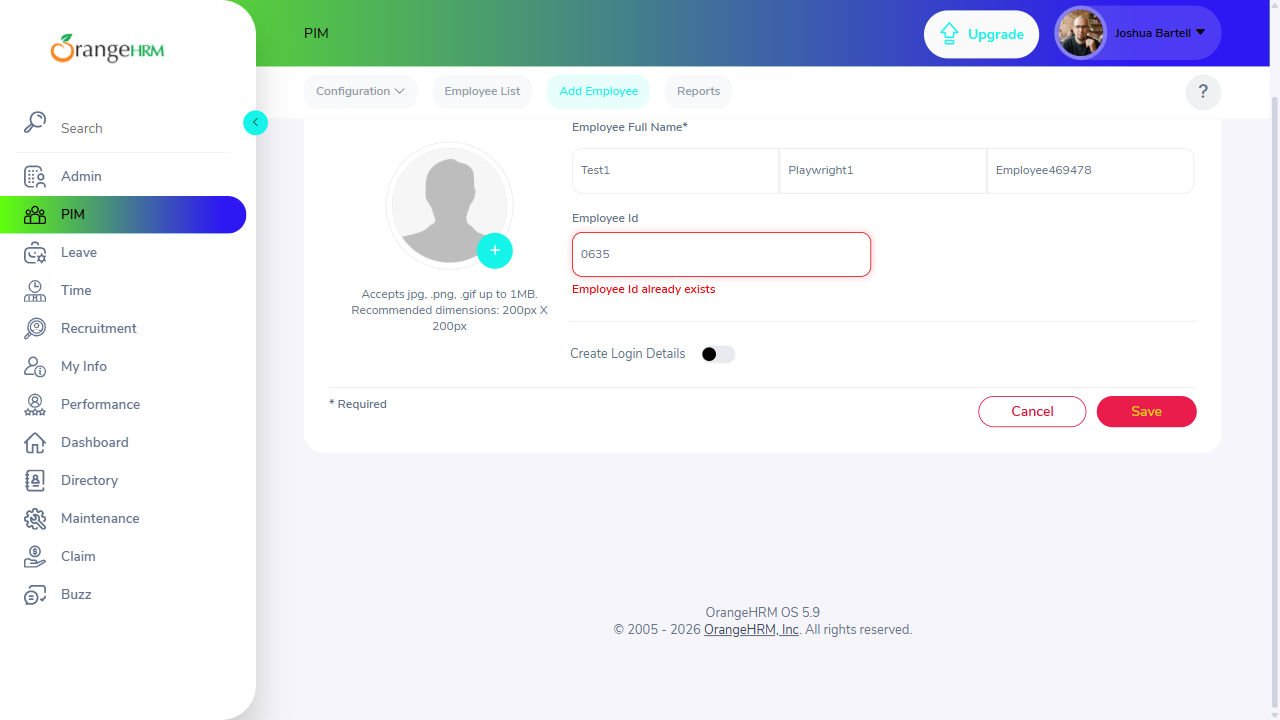 OrangeHRM
PIM
Upgrade
Joshua Bartell
Configuration
Employee List
Add Employee
Reports
?
Search
Admin
PIM
Leave
Time
Recruitment
My Info
Performance
Dashboard
Directory
Maintenance
Claim
Buzz
Employee Full Name*
Test1
Playwright1
Employee469478
Employee Id
0635
Employee Id already exists
+
Accepts jpg, .png, .gif up to 1MB.
Recommended dimensions: 200px X
200px
Create Login Details
* Required
Cancel
Save
OrangeHRM OS 5.9
© 2005 - 2026 OrangeHRM, Inc. All rights reserved.